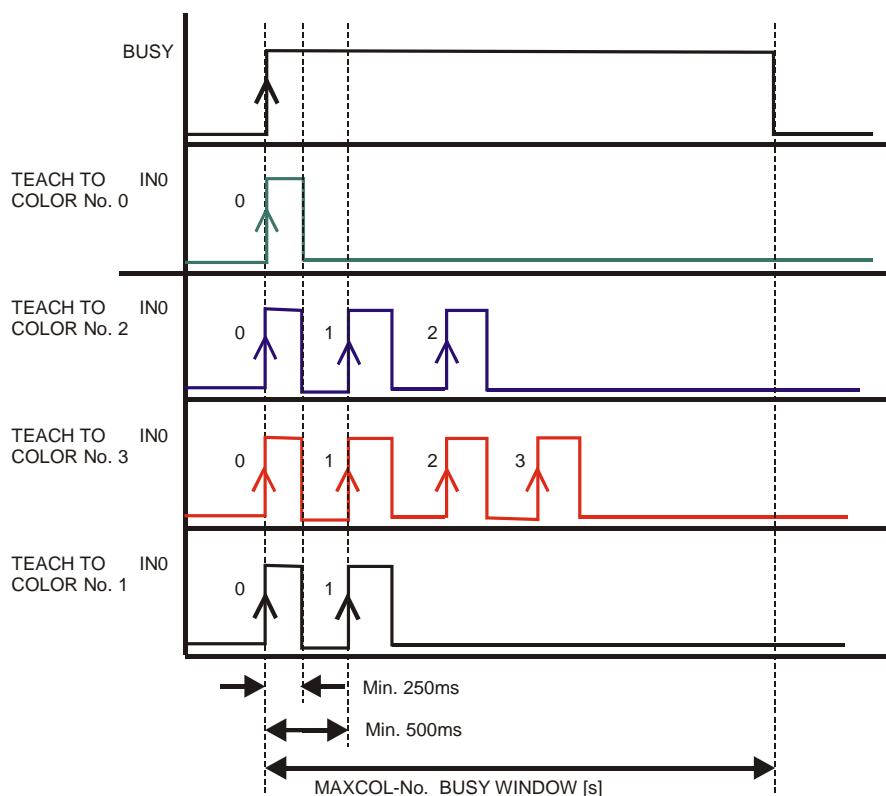 BUSY
TEACH TO IN0
COLOR No. 0
0
TEACH TO IN0
COLOR No. 2
0 1 2
TEACH TO IN0
COLOR No. 3
0 1 2 3
TEACH TO IN0
COLOR No. 1
0 1
Min. 250ms
Min. 500ms
MAXCOL-No. BUSY WINDOW [s]